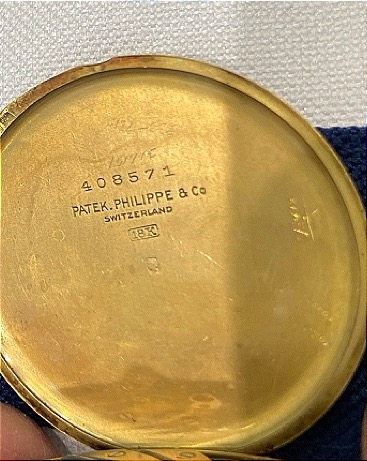 408571
PATEK. PHILIPPE & Co
SWITZERLAND
18K